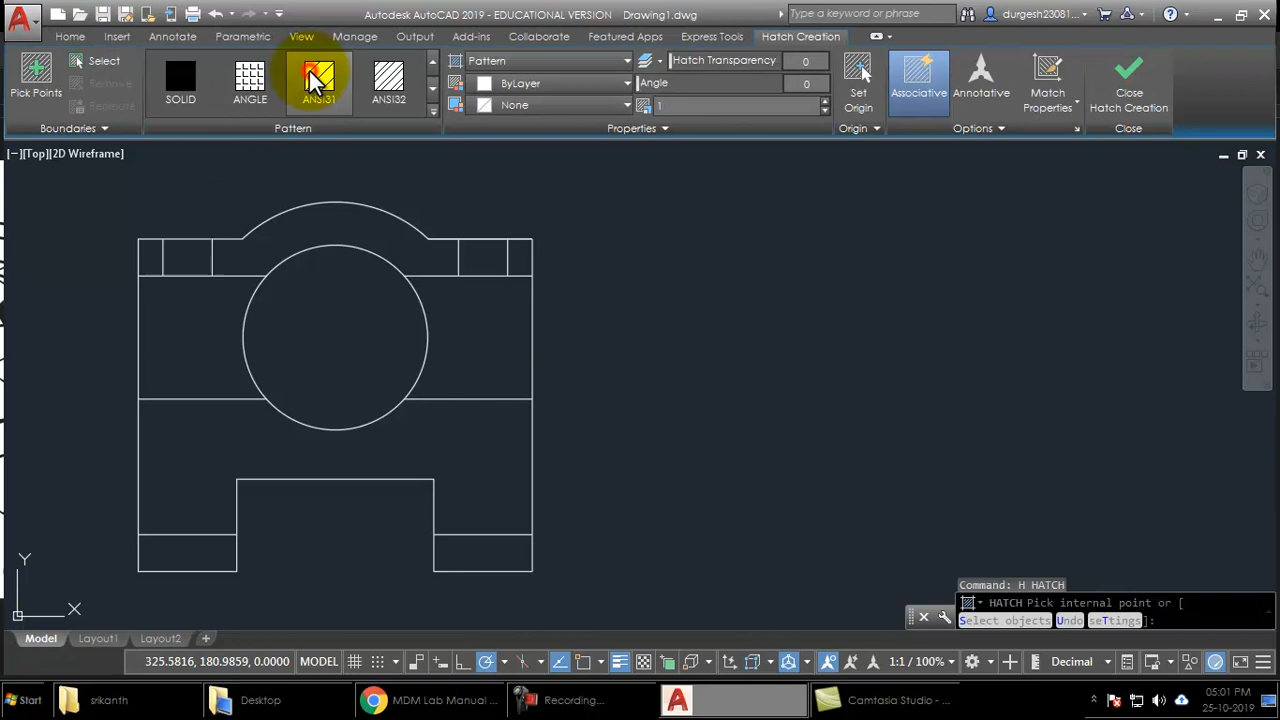 Autodesk AutoCAD 2019 - EDUCATIONAL VERSION Drawing1.dwg
Type a keyword or phrase
durgesh23081...
Home Insert Annotate Parametric View Manage Output Add-ins Collaborate Featured Apps Express Tools Hatch Creation
Pick Points
Select
Remove
Recreate
Boundaries
SOLID ANGLE ANSI31 ANSI32
Pattern
Pattern
ByLayer
None
Hatch Transparency 0
Angle 0
1
Properties
Set Origin
Origin
Associative
Annotative
Match Properties
Options
Close Hatch Creation
Close
[−][Top][2D Wireframe]
Y
X
Command: H HATCH
HATCH Pick internal point or [
Select objects Undo seTtings]:
Model Layout1 Layout2 +
325.5816, 180.9859, 0.0000 MODEL
1:1 / 100%
Decimal
Start srikanth Desktop MDM Lab Manual ... Recording... Camtasia Studio - ...
05:01 PM
25-10-2019